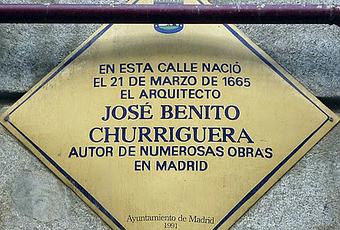 EN ESTA CALLE NACIÓ
EL 21 DE MARZO DE 1665
EL ARQUITECTO
JOSÉ BENITO
CHURRIGUERA
AUTOR DE NUMEROSAS OBRAS
EN MADRID
Ayuntamiento de Madrid
1991